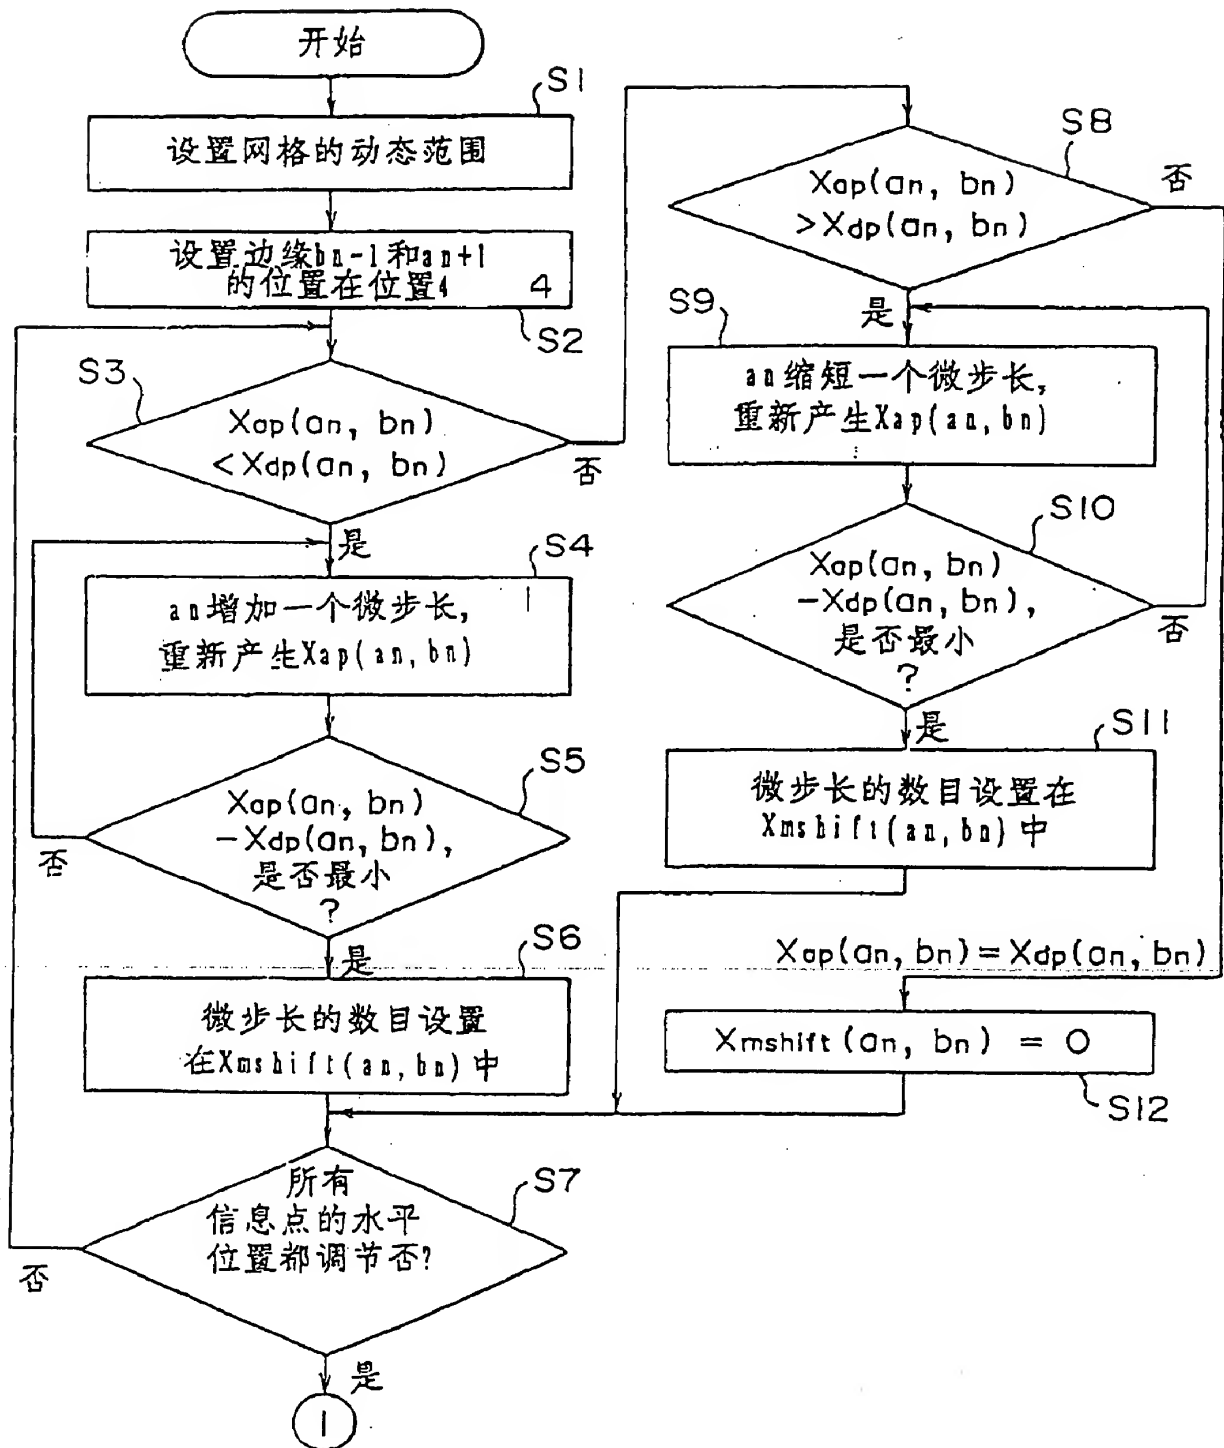 开始
S1
设置网格的动态范围
设置边缘bn-1和an+1
的位置在位置4
4
S2
S3
Xap(an, bn)
<Xdp(an, bn)
否
是
S4
an增加一个微步长,
重新产生Xap(an,bn)
S5
Xap(an, bn)
-Xdp(an, bn),
是否最小
?
否
是
S6
微步长的数目设置
在Xmshift(an,bn)中
S7
所有
信息点的水平
位置都调节否?
否
是
1
S8
Xap(an, bn)
>Xdp(an, bn)
否
是
S9
an缩短一个微步长,
重新产生Xap(an,bn)
S10
Xap(an, bn)
-Xdp(an, bn),
是否最小
?
否
是
S11
微步长的数目设置在
Xmshift(an,bn)中
Xap(an, bn)=Xdp(an, bn)
Xmshift(an, bn) = 0
S12